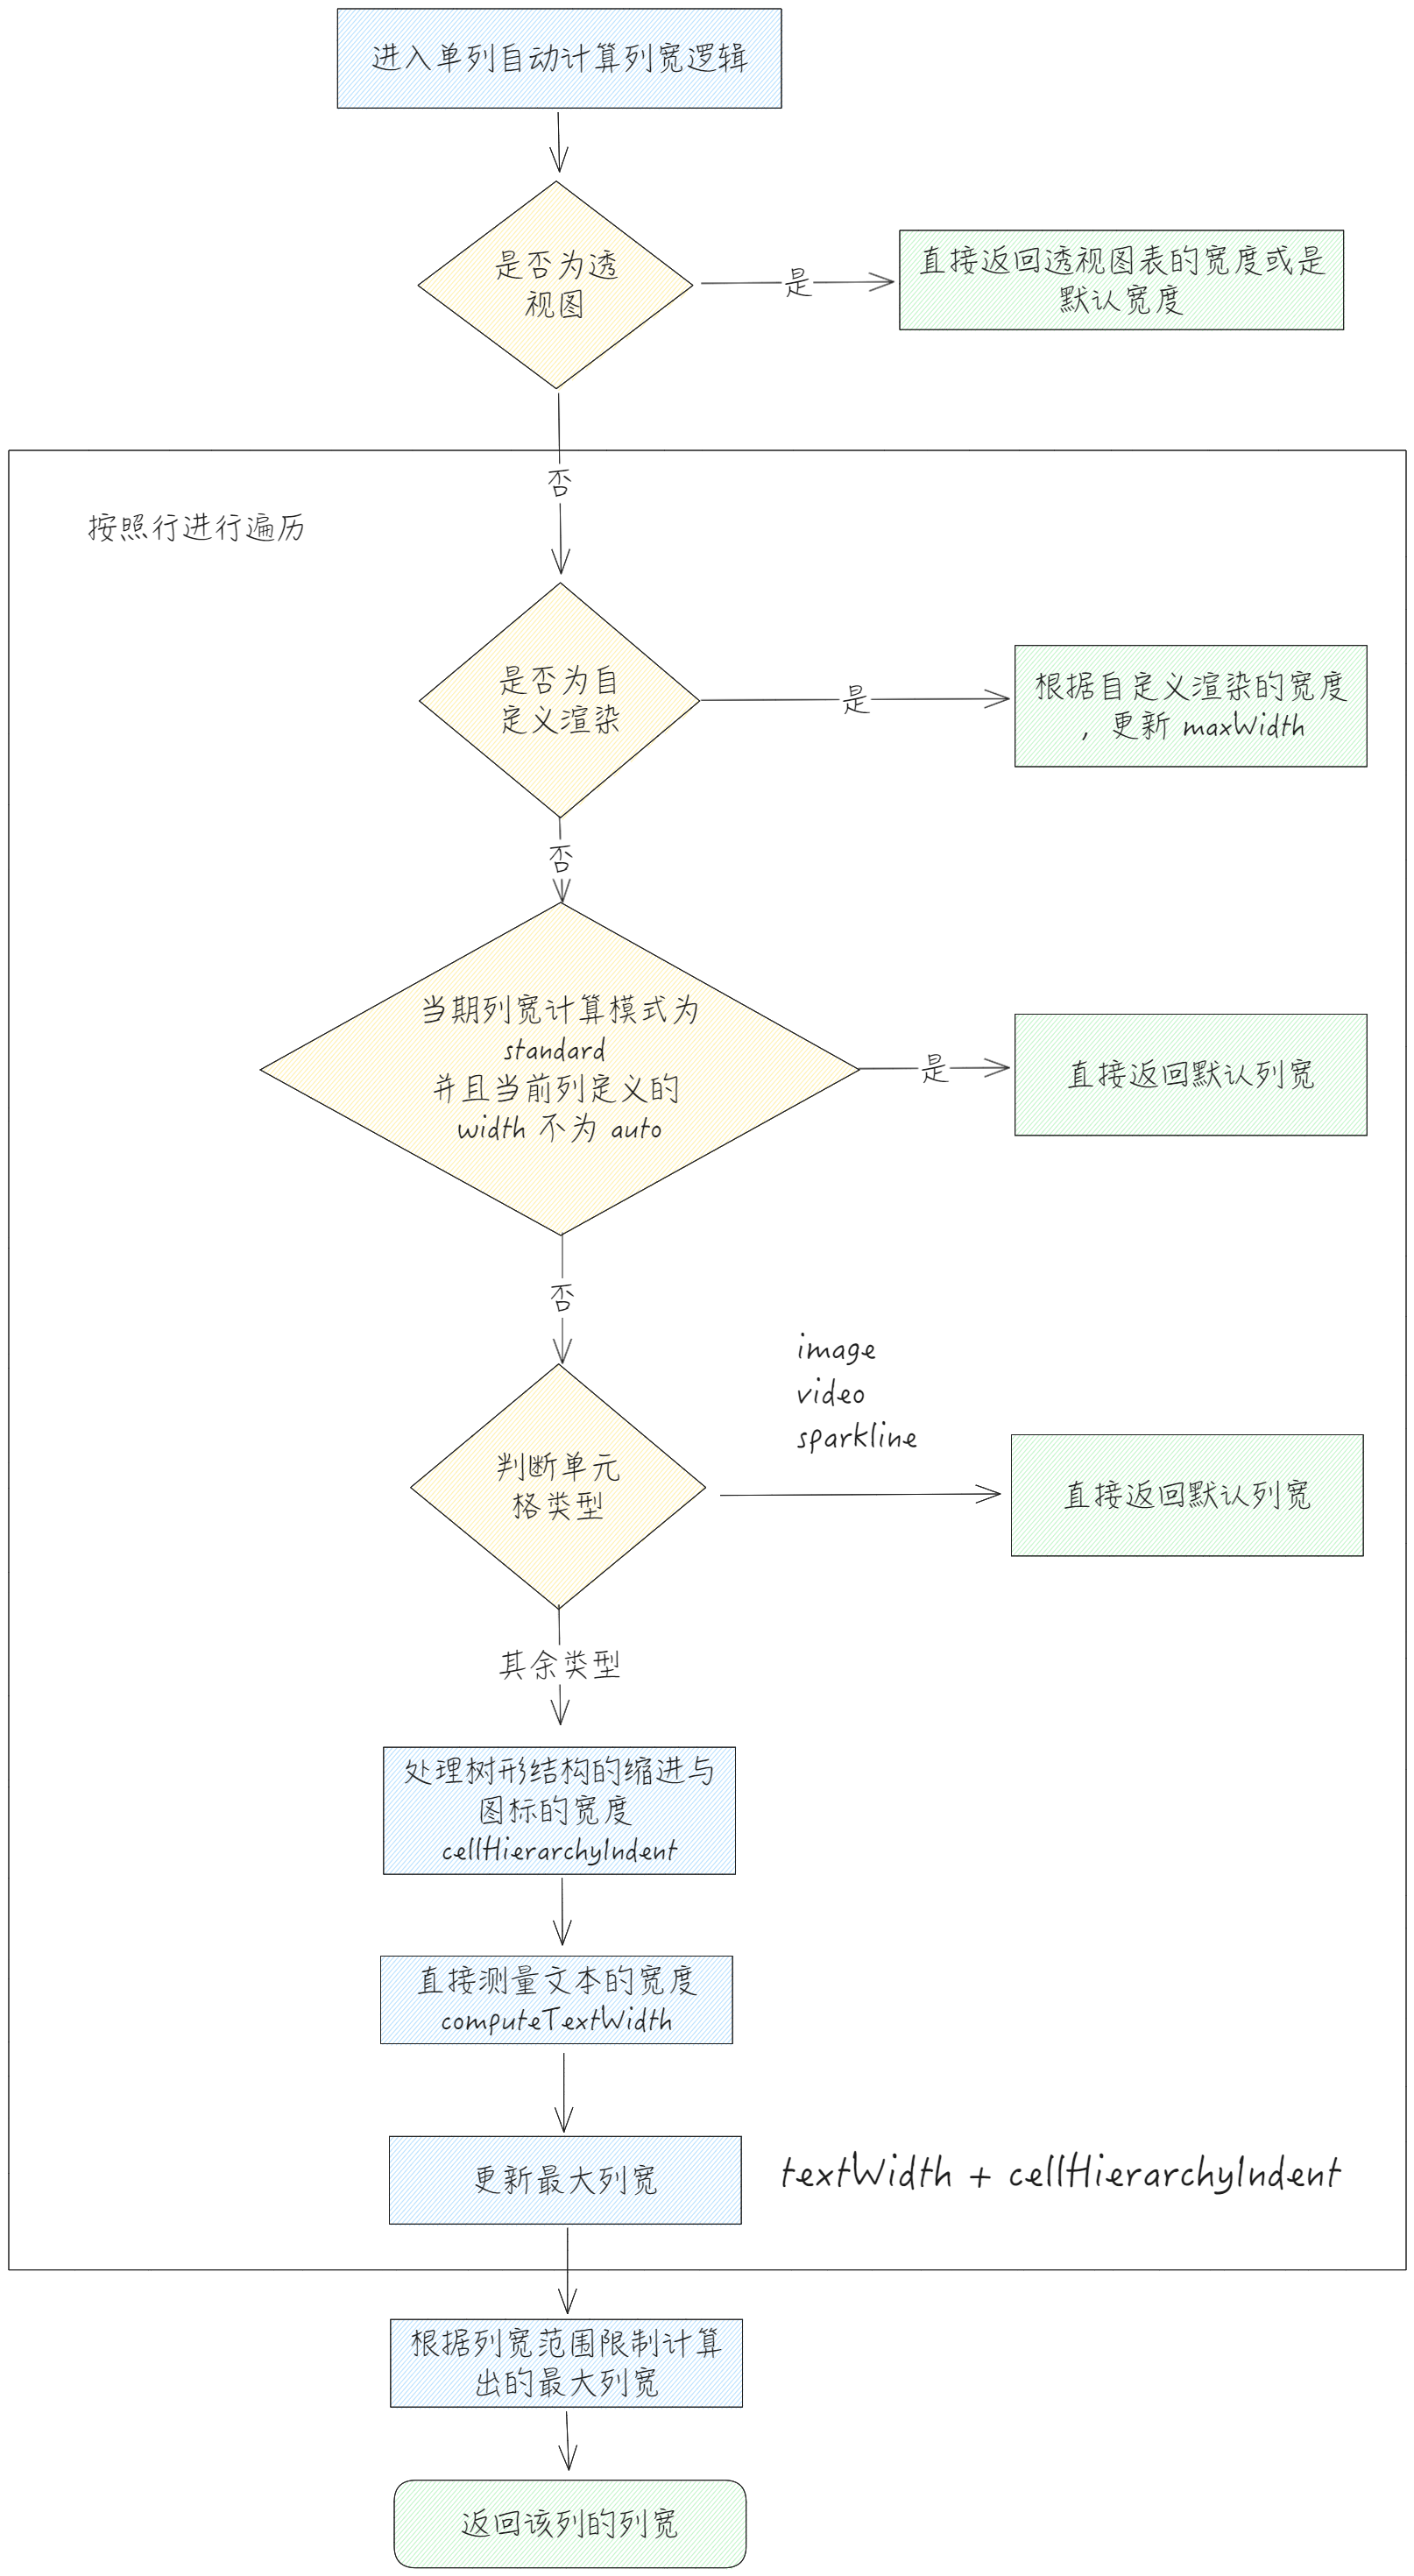 进入单列自动计算列宽逻辑
是否为透
视图
是
直接返回透视图表的宽度或是
默认宽度
否
按照行进行遍历
是否为自
定义渲染
是
根据自定义渲染的宽度
，更新 maxWidth
否
当期列宽计算模式为
standard
并且当前列定义的
width 不为 auto
是
直接返回默认列宽
否
image
video
sparkline
判断单元
格类型
直接返回默认列宽
其余类型
处理树形结构的缩进与
图标的宽度
cellHierarchyIndent
直接测量文本的宽度
computeTextWidth
更新最大列宽
textWidth + cellHierarchyIndent
根据列宽范围限制计算
出的最大列宽
返回该列的列宽